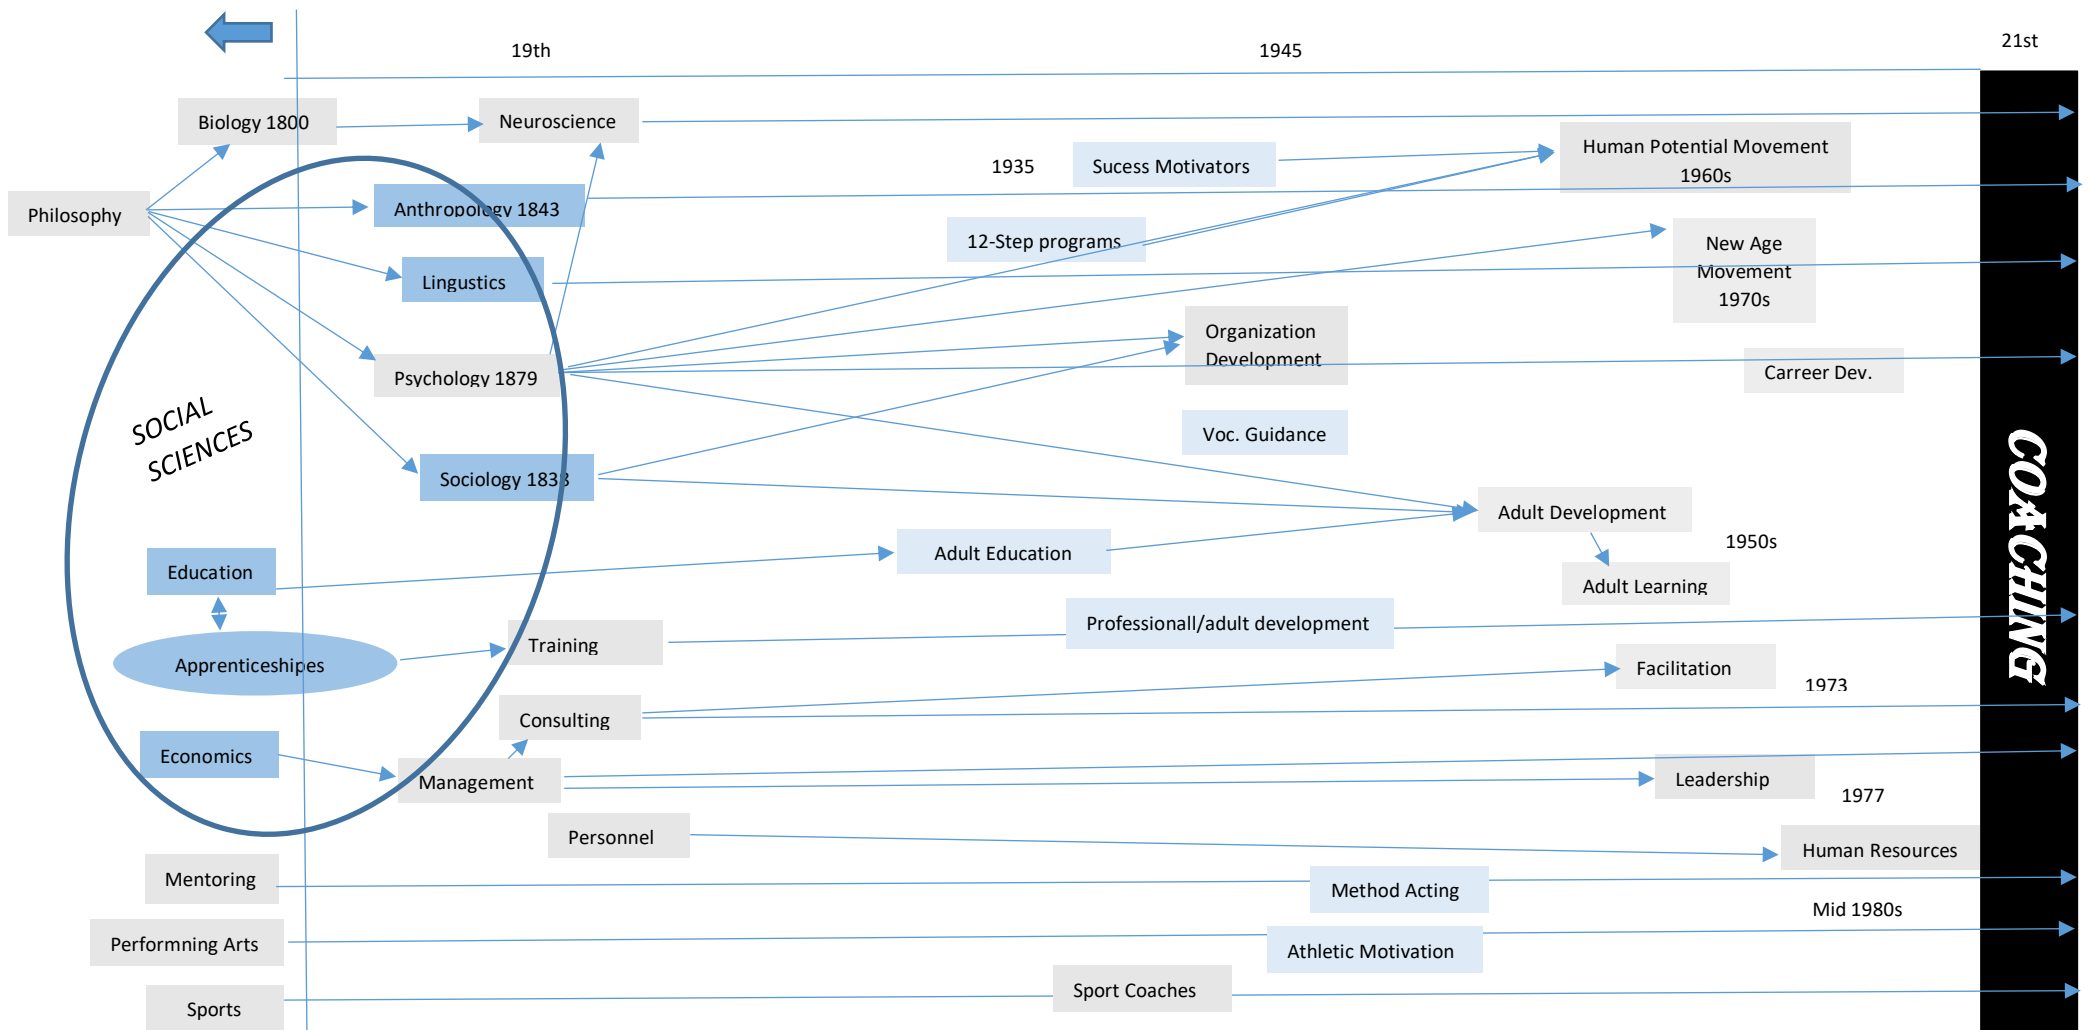 19th
1945
21st
Biology 1800
Neuroscience
Human Potential Movement
1960s
1935
Sucess Motivators
Philosophy
Anthropology 1843
12-Step programs
New Age
Movement
1970s
Lingustics
Organization
Development
Psychology 1879
Carreer Dev.
SOCIAL
SCIENCES
Voc. Guidance
COACHING
Sociology 1838
Adult Development
1950s
Adult Education
Education
Adult Learning
Professionall/adult development
Training
Apprenticeshipes
Facilitation
1973
Consulting
Economics
Management
Leadership
1977
Personnel
Human Resources
Mentoring
Method Acting
Mid 1980s
Performning Arts
Athletic Motivation
Sport Coaches
Sports